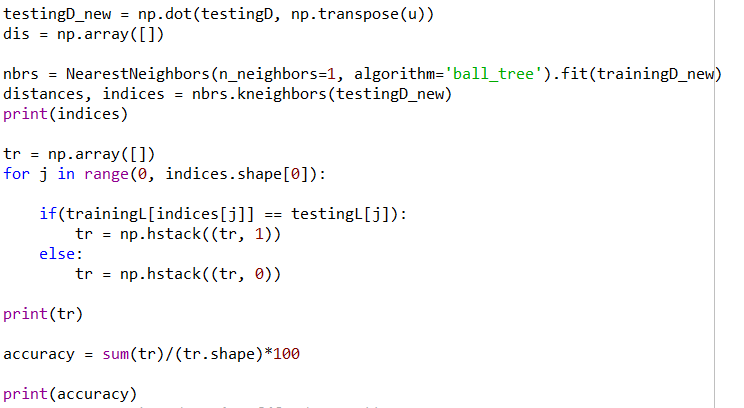 testingD_new = np.dot(testingD, np.transpose(u))
dis = np.array([])
nbrs = NearestNeighbors(n_neighbors=1, algorithm='ball_tree').fit(trainingD_new)
distances, indices = nbrs.kneighbors(testingD_new)
print(indices)
tr = np.array([])
for j in range(0, indices.shape[0]):
    if(trainingL[indices[j]] == testingL[j]):
        tr = np.hstack((tr, 1))
    else:
        tr = np.hstack((tr, 0))
print(tr)
accuracy = sum(tr)/(tr.shape)*100
print(accuracy)